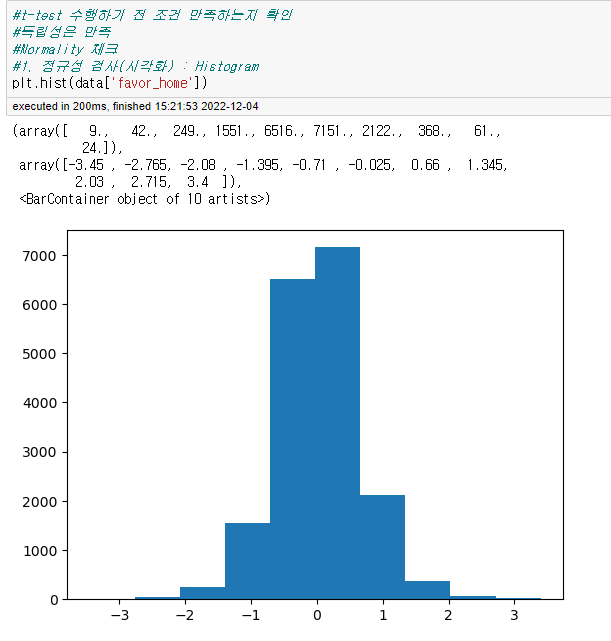 #t-test 수행하기 전 조건 만족하는지 확인
#독립성은 만족
#Normality 체크
#1. 정규성 검사(시각화) : Histogram
plt.hist(data['favor_home'])
executed in 200ms, finished 15:21:53 2022-12-04
(array([   9.,   42.,  249., 1551., 6516., 7151., 2122.,  368.,   61.,
          24.]),
 array([-3.45 , -2.765, -2.08 , -1.395, -0.71 , -0.025,  0.66 ,  1.345,
         2.03 ,  2.715,  3.4  ]),
 <BarContainer object of 10 artists>)
7000
6000
5000
4000
3000
2000
1000
0
−3 −2 −1 0 1 2 3